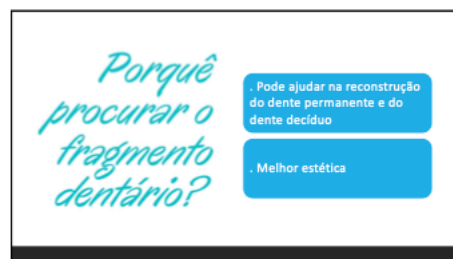 Porquê
procurar o
fragmento
dentário?
. Pode ajudar na reconstrução
do dente permanente e do
dente decíduo
. Melhor estética